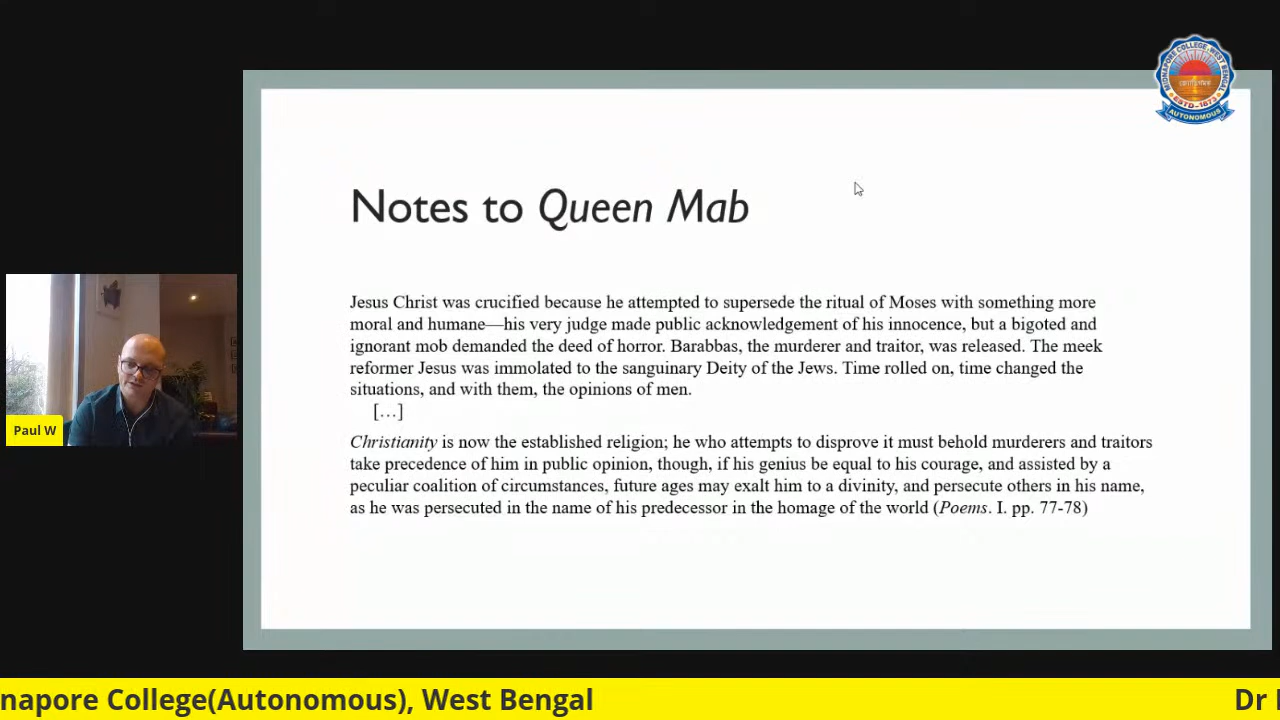 MIDNAPORE COLLEGE, WEST BENGAL
ESTD-1873
AUTONOMOUS
Notes to Queen Mab
Jesus Christ was crucified because he attempted to supersede the ritual of Moses with something more
moral and humane—his very judge made public acknowledgement of his innocence, but a bigoted and
ignorant mob demanded the deed of horror. Barabbas, the murderer and traitor, was released. The meek
reformer Jesus was immolated to the sanguinary Deity of the Jews. Time rolled on, time changed the
situations, and with them, the opinions of men.
[…]
Christianity is now the established religion; he who attempts to disprove it must behold murderers and traitors
take precedence of him in public opinion, though, if his genius be equal to his courage, and assisted by a
peculiar coalition of circumstances, future ages may exalt him to a divinity, and persecute others in his name,
as he was persecuted in the name of his predecessor in the homage of the world (Poems. I. pp. 77-78)
Paul W
napore College(Autonomous), West Bengal
Dr